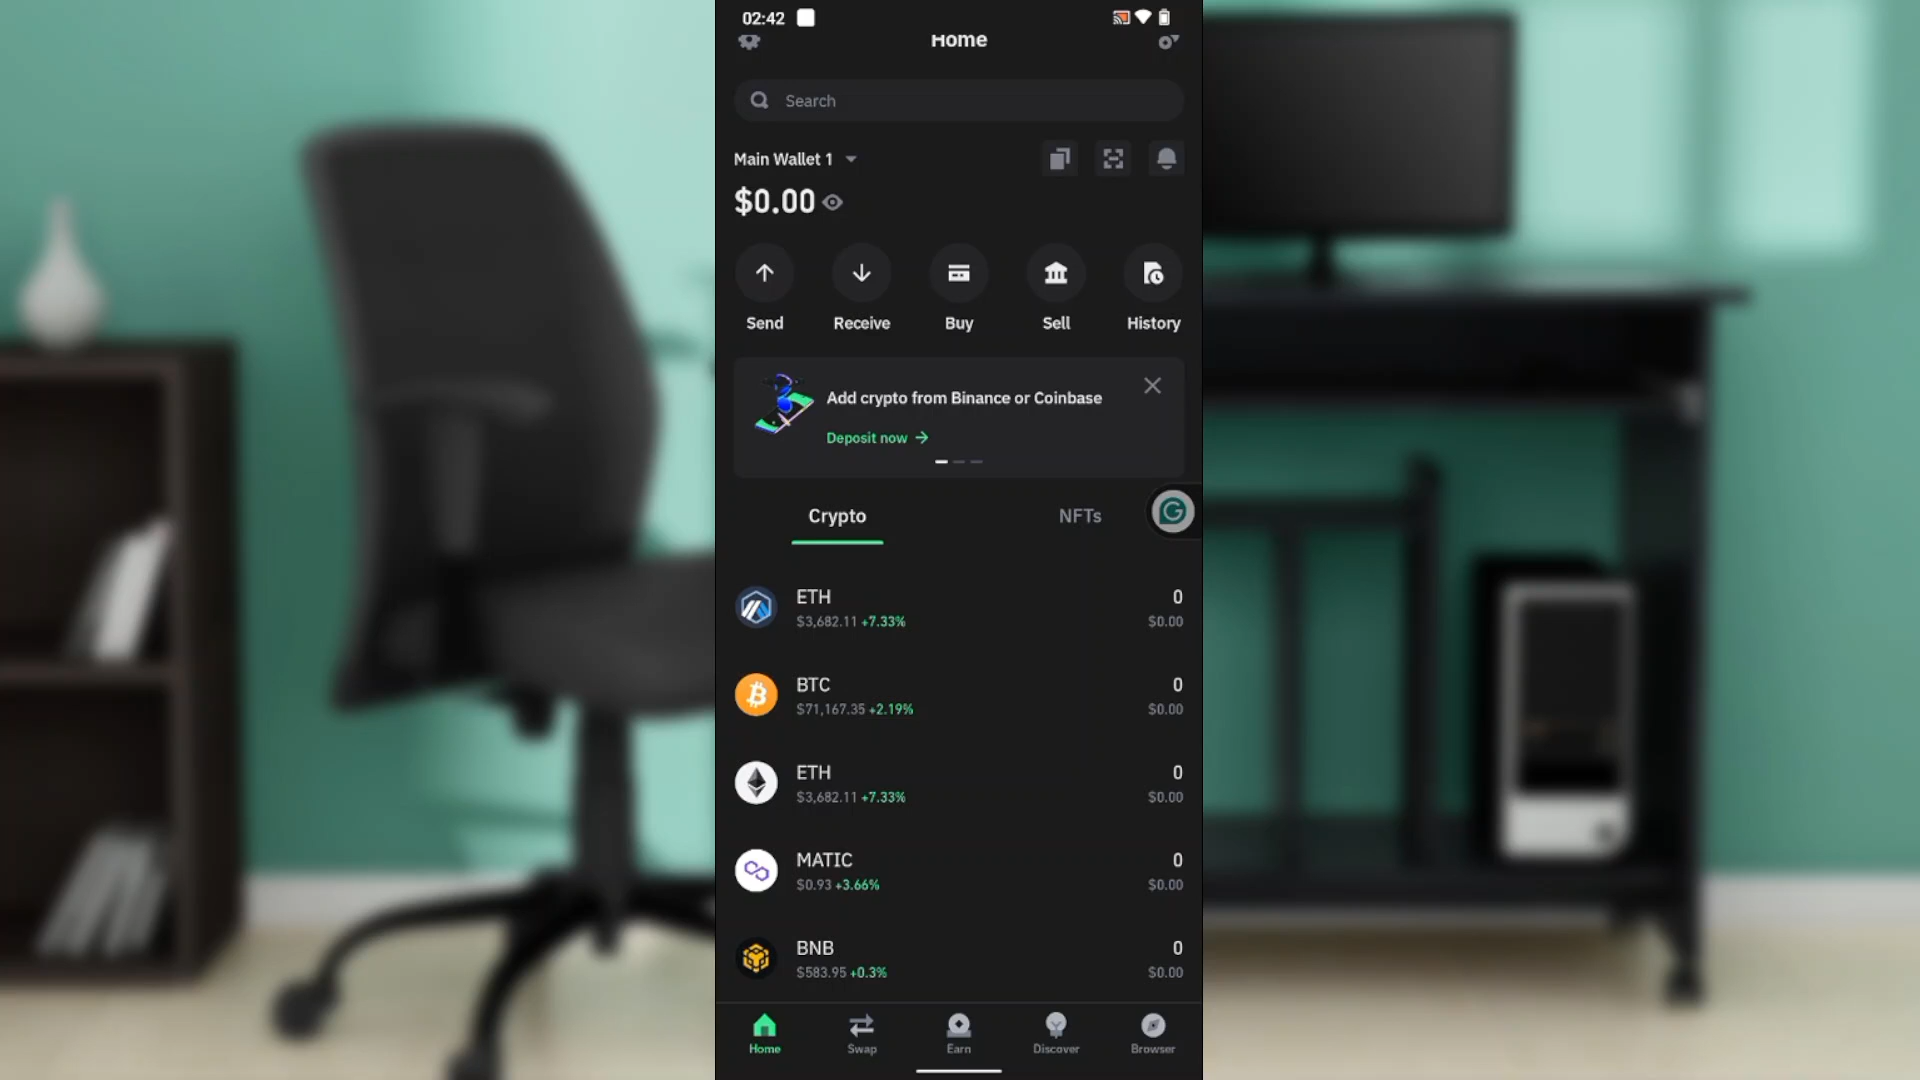 02:42
Home
Search
Main Wallet 1
$0.00
Send Receive Buy Sell History
Add crypto from Binance or Coinbase
Deposit now
Crypto NFTs
ETH 0
$3,682.11 +7.33% $0.00
BTC 0
$71,167.35 +2.19% $0.00
ETH 0
$3,682.11 +7.33% $0.00
MATIC 0
$0.93 +3.66% $0.00
BNB 0
$583.95 +0.3% $0.00
Home Swap Earn Discover Browser